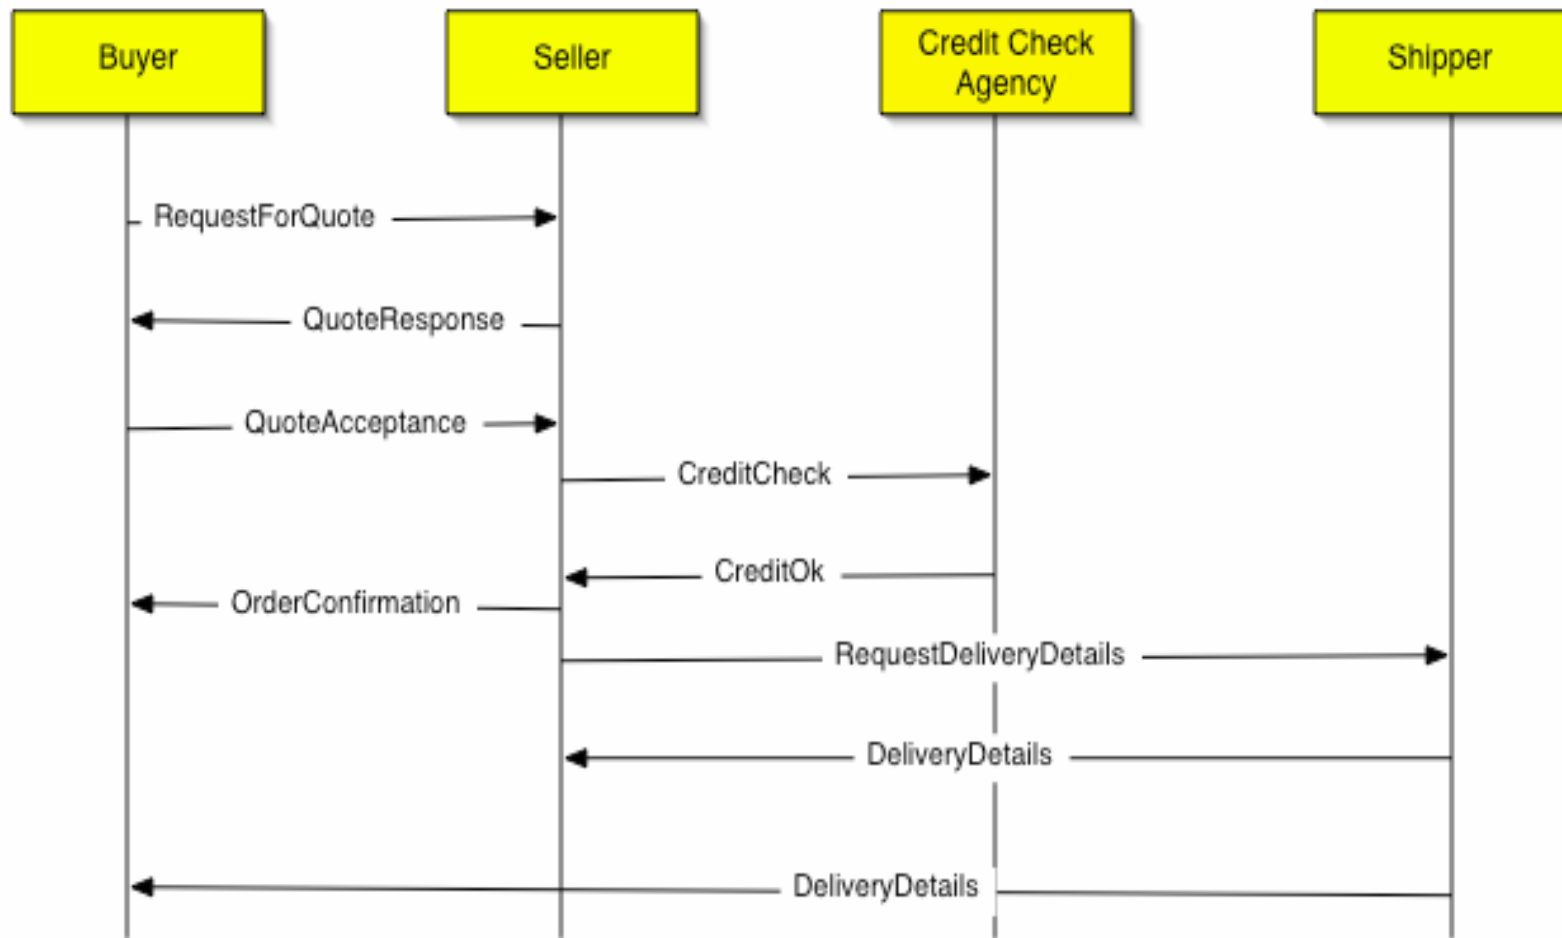 Buyer
Seller
Credit Check
Agency
Shipper
RequestForQuote
QuoteResponse
QuoteAcceptance
CreditCheck
CreditOk
OrderConfirmation
RequestDeliveryDetails
DeliveryDetails
DeliveryDetails